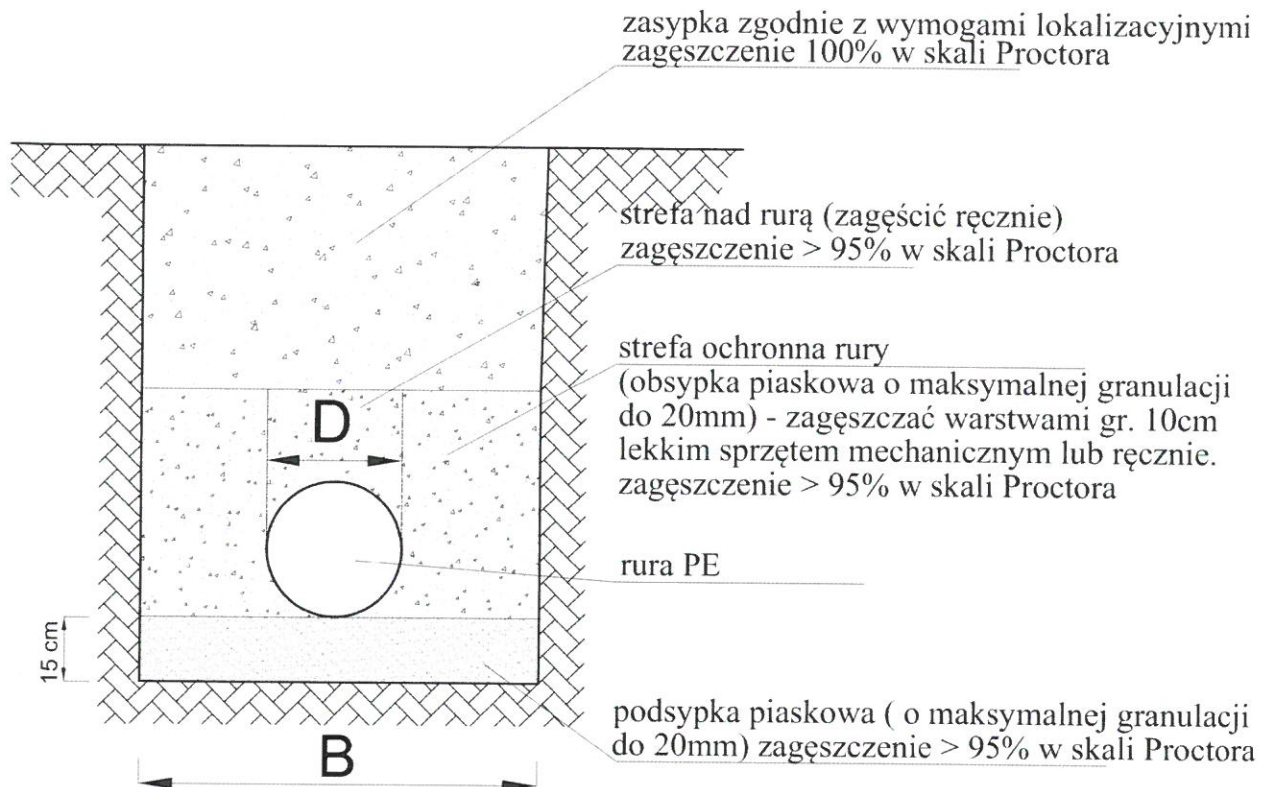 zasypka zgodnie z wymogami lokalizacyjnymi
zagęszczenie 100% w skali Proctora
strefa nad rurą (zagęścić ręcznie)
zagęszczenie > 95% w skali Proctora
strefa ochronna rury
(obsypka piaskowa o maksymalnej granulacji
do 20mm) - zagęszczać warstwami gr. 10cm
lekkim sprzętem mechanicznym lub ręcznie.
zagęszczenie > 95% w skali Proctora
D
rura PE
15 cm
podsypka piaskowa ( o maksymalnej granulacji
do 20mm) zagęszczenie > 95% w skali Proctora
B